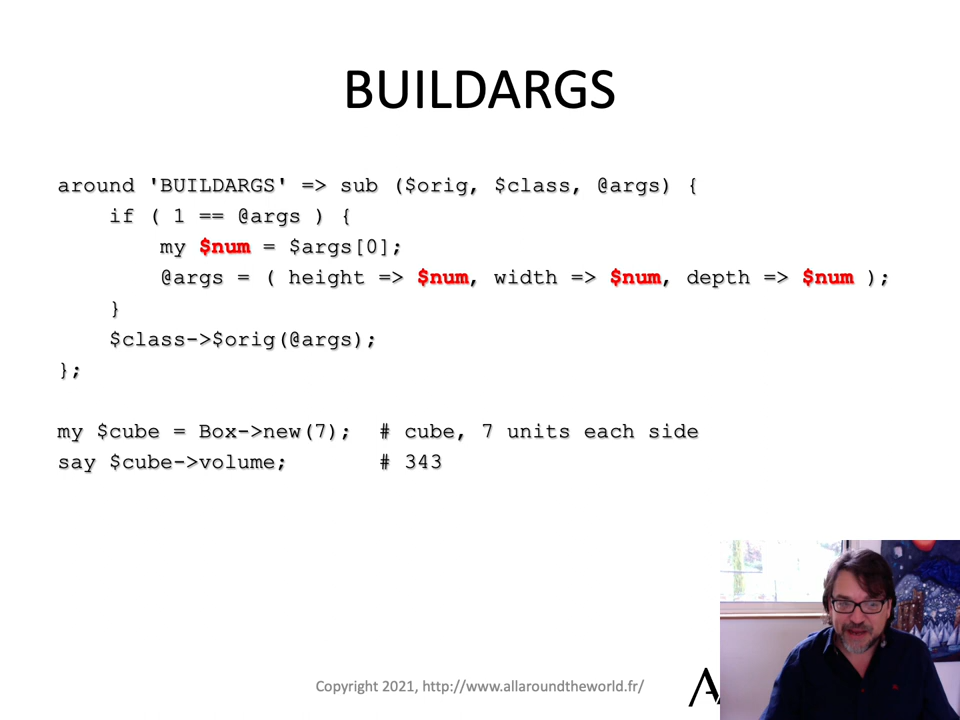 BUILDARGS
around 'BUILDARGS' => sub ($orig, $class, @args) {
    if ( 1 == @args ) {
        my $num = $args[0];
        @args = ( height => $num, width => $num, depth => $num );
    }
    $class->$orig(@args);
};
my $cube = Box->new(7);  # cube, 7 units each side
say $cube->volume;       # 343
Copyright 2021, http://www.allaroundtheworld.fr/